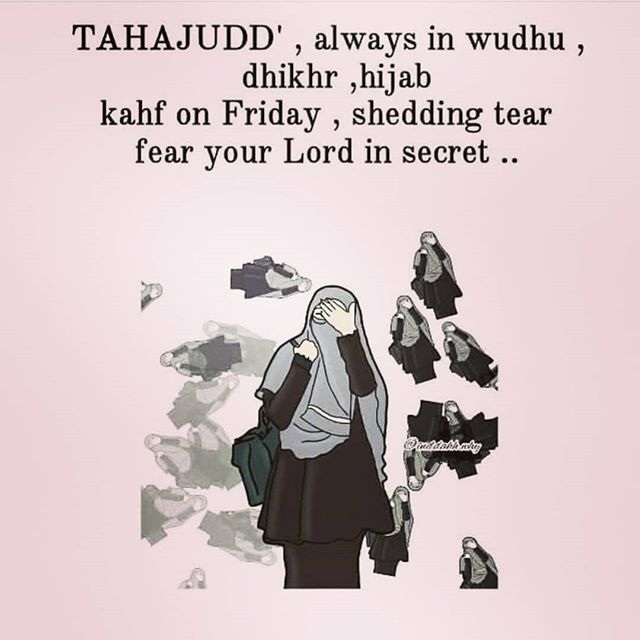 TAHAJUDD' , always in wudhu ,
dhikhr ,hijab
kahf on Friday , shedding tear
fear your Lord in secret ..